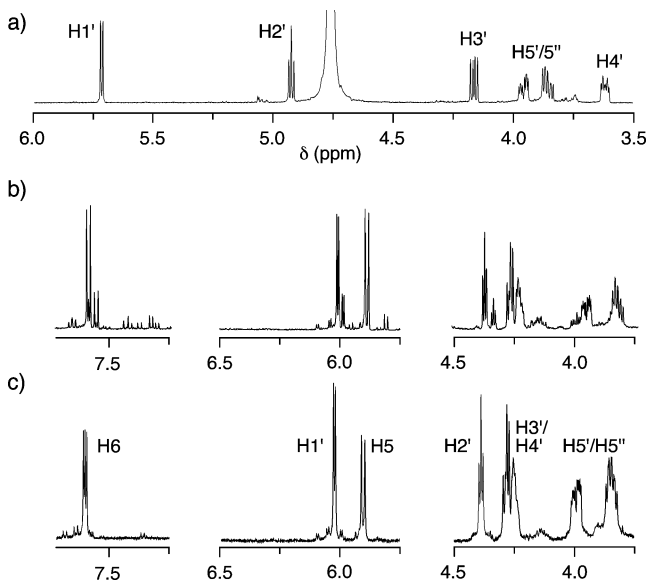 a)
H1' H2' H3' H5'/5" H4'
6.0 5.5 5.0 4.5 4.0 3.5
δ (ppm)
b)
7.5 6.5 6.0 4.5 4.0
c)
H6 H1' H5 H2' H3'/ H4' H5'/H5"
7.5 6.5 6.0 4.5 4.0